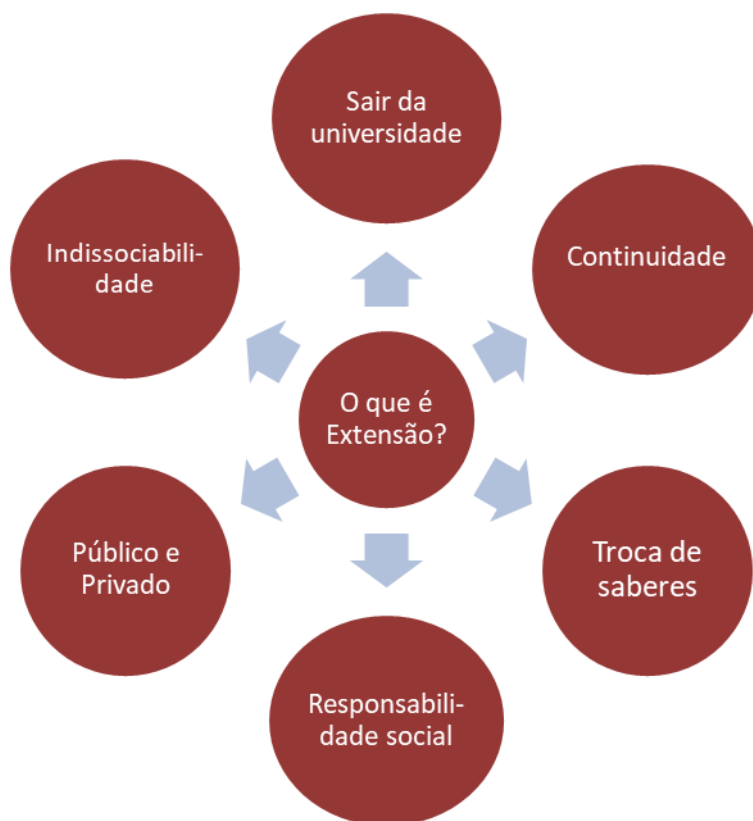 Sair da
universidade
Continuidade
Troca de
saberes
Responsabili-
dade social
Público e
Privado
Indissociabili-
dade
O que é
Extensão?